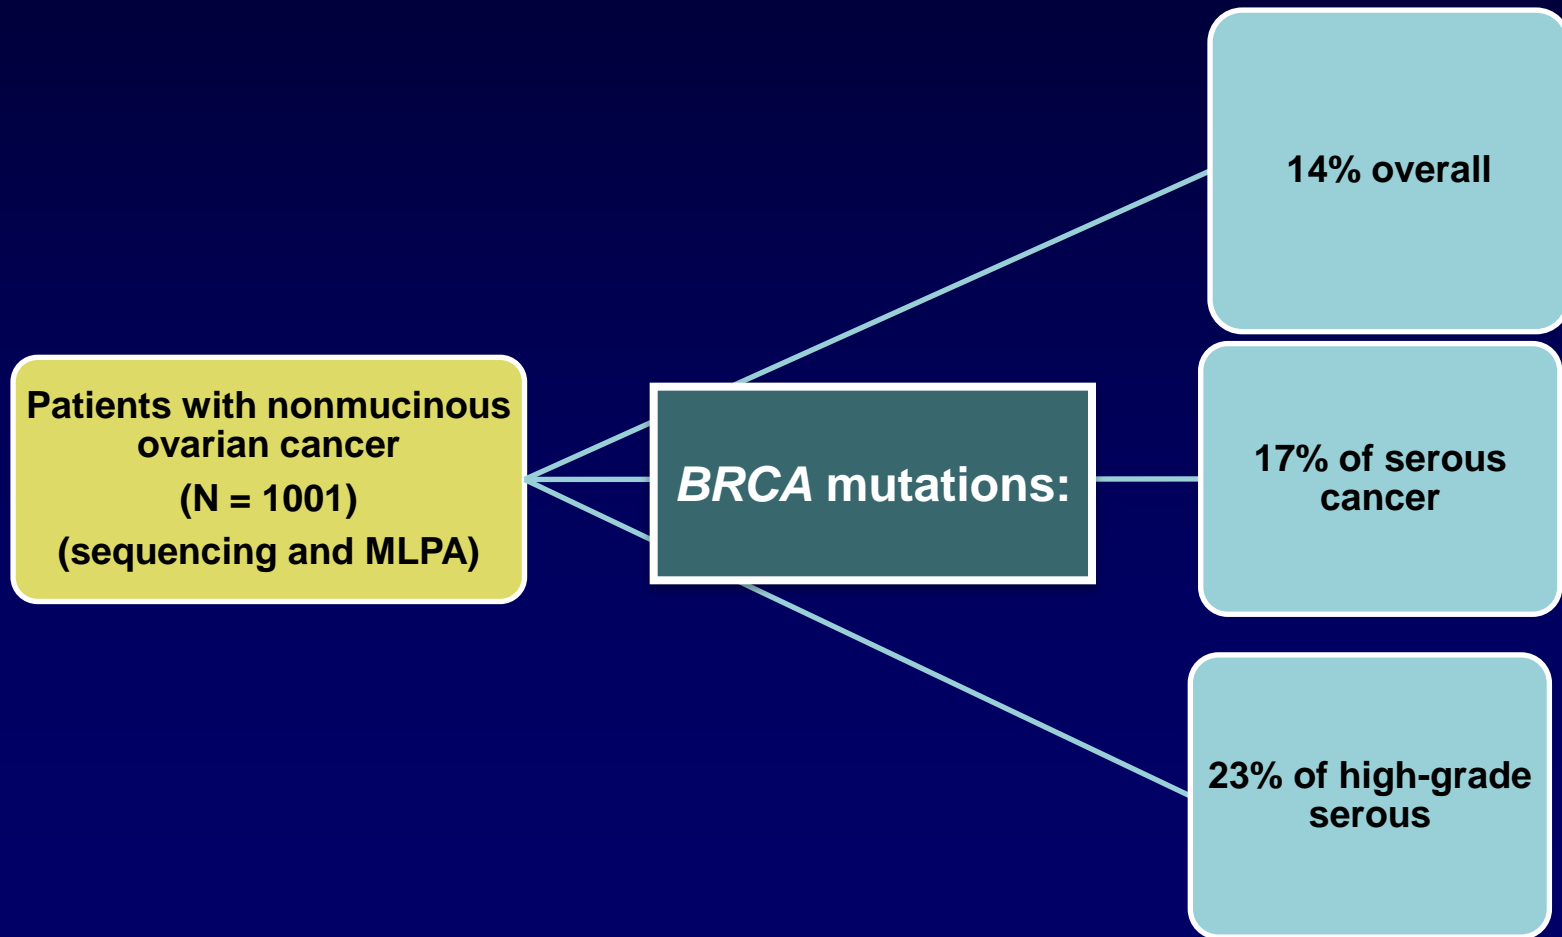 Patients with nonmucinous
ovarian cancer
(N = 1001)
(sequencing and MLPA)
BRCA mutations:
14% overall
17% of serous
cancer
23% of high-grade
serous